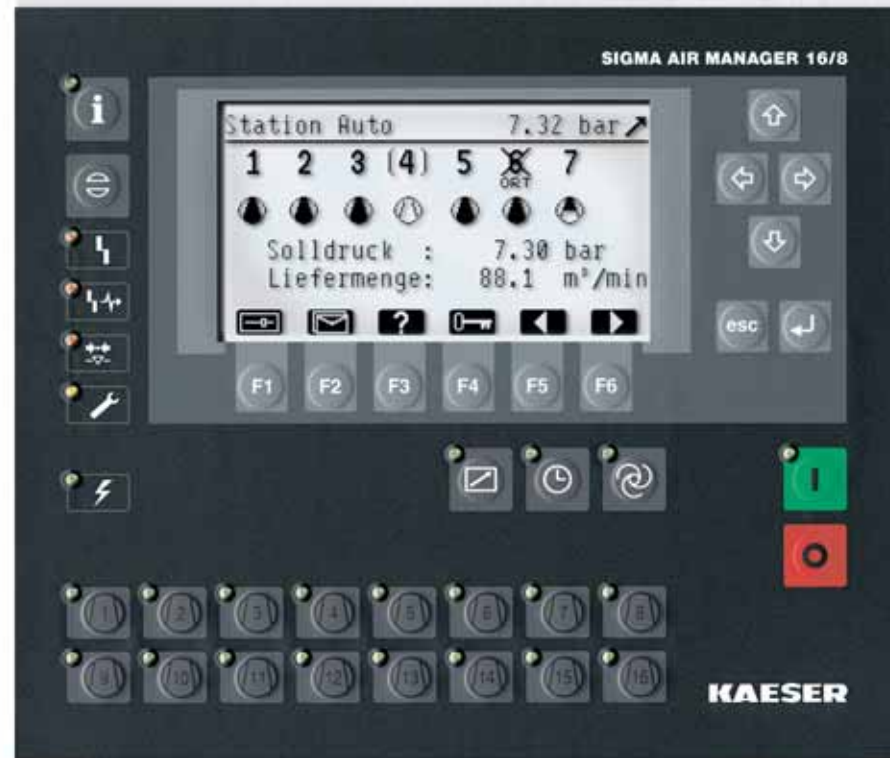 SIGMA AIR MANAGER 16/8
i
Station Auto 7.32 bar
1 2 3 (4) 5 6 7
ORT
Solldruck : 7.30 bar
Liefermenge: 88.1 m³/min
?
esc
F1 F2 F3 F4 F5 F6
I
O
1 2 3 4 5 6 7 8
9 10 11 12 13 14 15 16
KAESER